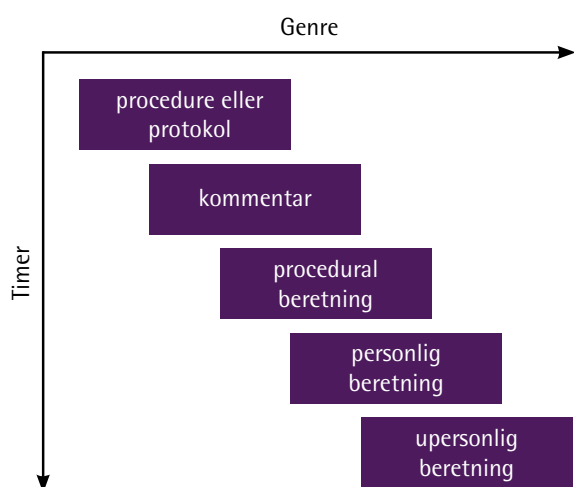 Genre
procedure eller
protokol
kommentar
Timer
procedural
beretning
personlig
beretning
upersonlig
beretning